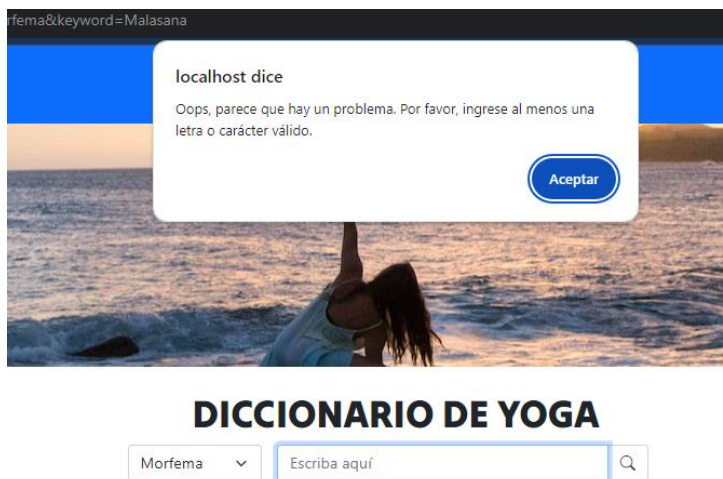 rfema&keyword=Malasana
localhost dice
Oops, parece que hay un problema. Por favor, ingrese al menos una
letra o carácter válido.
Aceptar
DICCIONARIO DE YOGA
Morfema
Escriba aquí